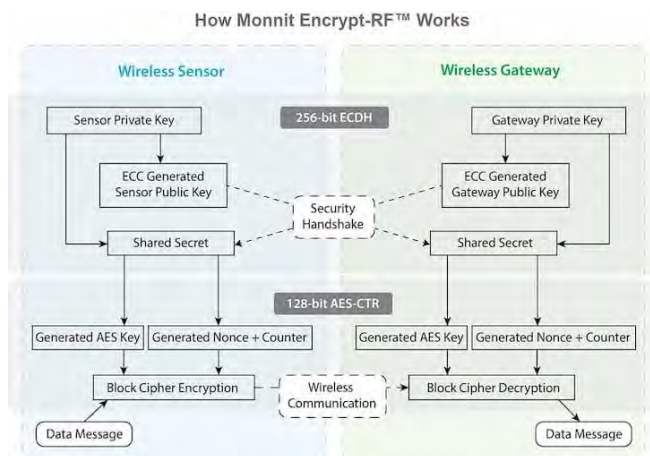 How Monnit Encrypt-RF™ Works
Wireless Sensor
Wireless Gateway
Sensor Private Key
256-bit ECDH
Gateway Private Key
ECC Generated
Sensor Public Key
ECC Generated
Gateway Public Key
Security
Handshake
Shared Secret
Shared Secret
128-bit AES-CTR
Generated AES Key
Generated Nonce + Counter
Generated AES Key
Generated Nonce + Counter
Block Cipher Encryption
Wireless
Communication
Block Cipher Decryption
Data Message
Data Message